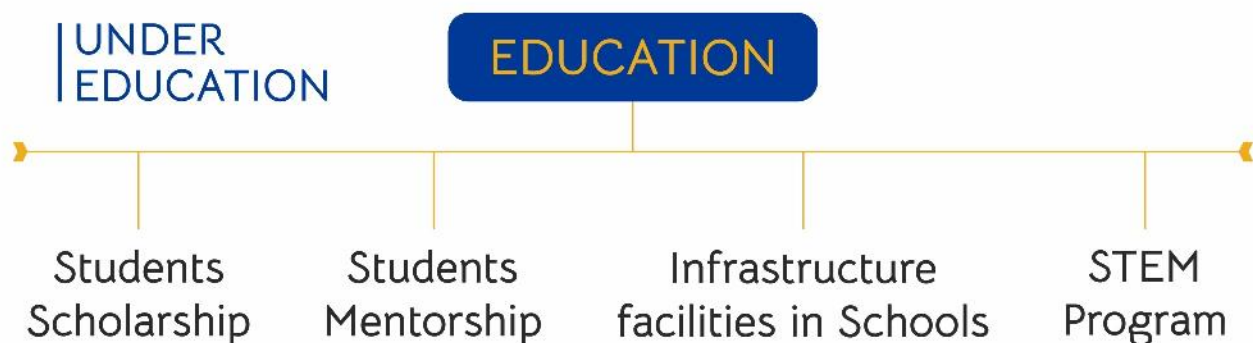 UNDER
EDUCATION
EDUCATION
Students
Scholarship
Students
Mentorship
Infrastructure
facilities in Schools
STEM
Program